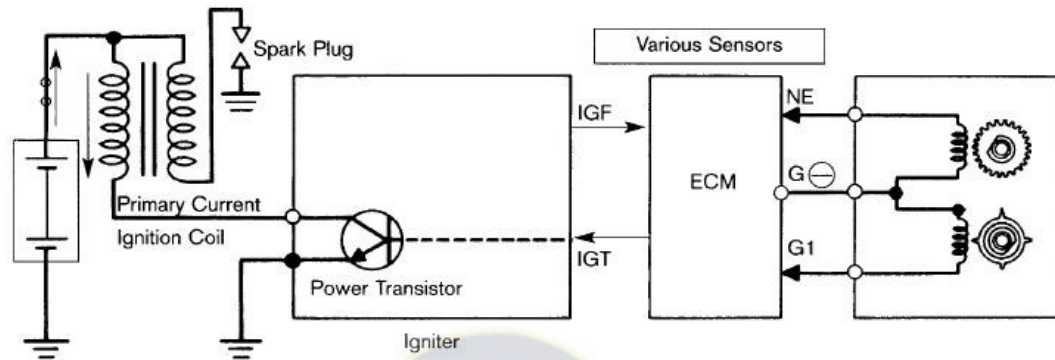 Spark Plug
Various Sensors
IGF
NE
ECM
G ⊖
Primary Current
Ignition Coil
IGT
G1
Power Transistor
Igniter